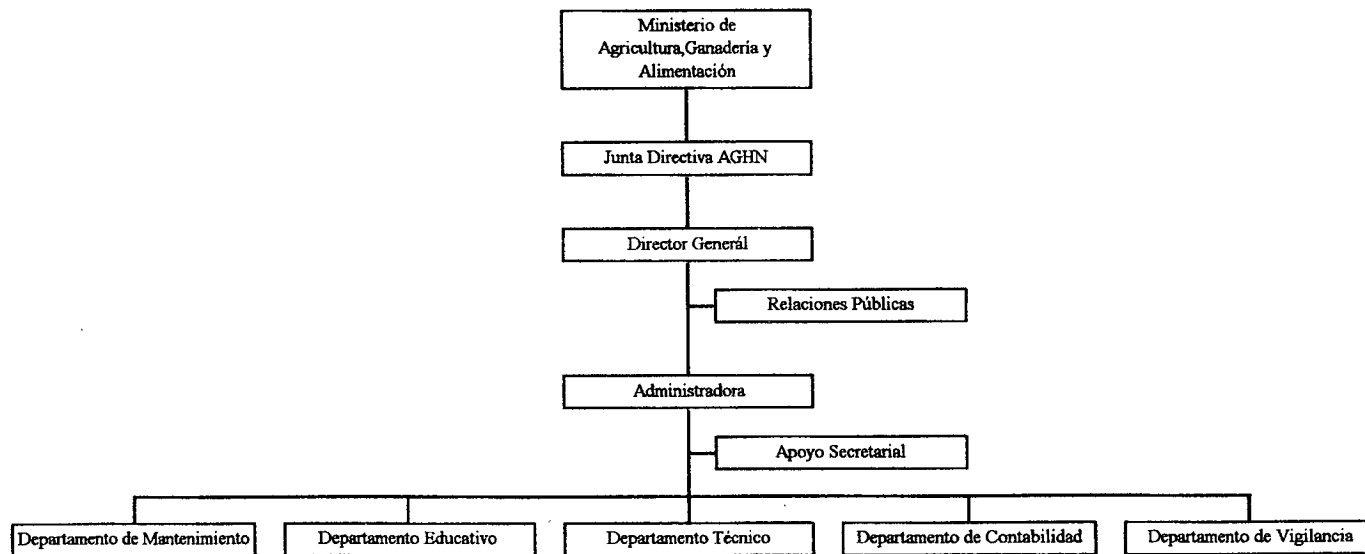 Ministerio de
Agricultura,Ganadería y
Alimentación
Junta Directiva AGHN
Director Generál
Relaciones Públicas
Administradora
Apoyo Secretarial
Departamento de Mantenimiento
Departamento Educativo
Departamento Técnico
Departamento de Contabilidad
Departamento de Vigilancia